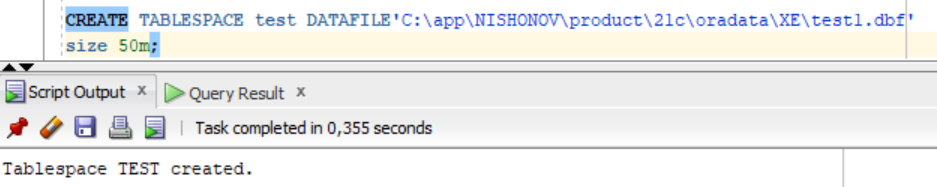 CREATE TABLESPACE test DATAFILE'C:\app\NISHONOV\product\21c\oradata\XE\test1.dbf'
size 50m;
Script Output x Query Result x
Task completed in 0,355 seconds
Tablespace TEST created.